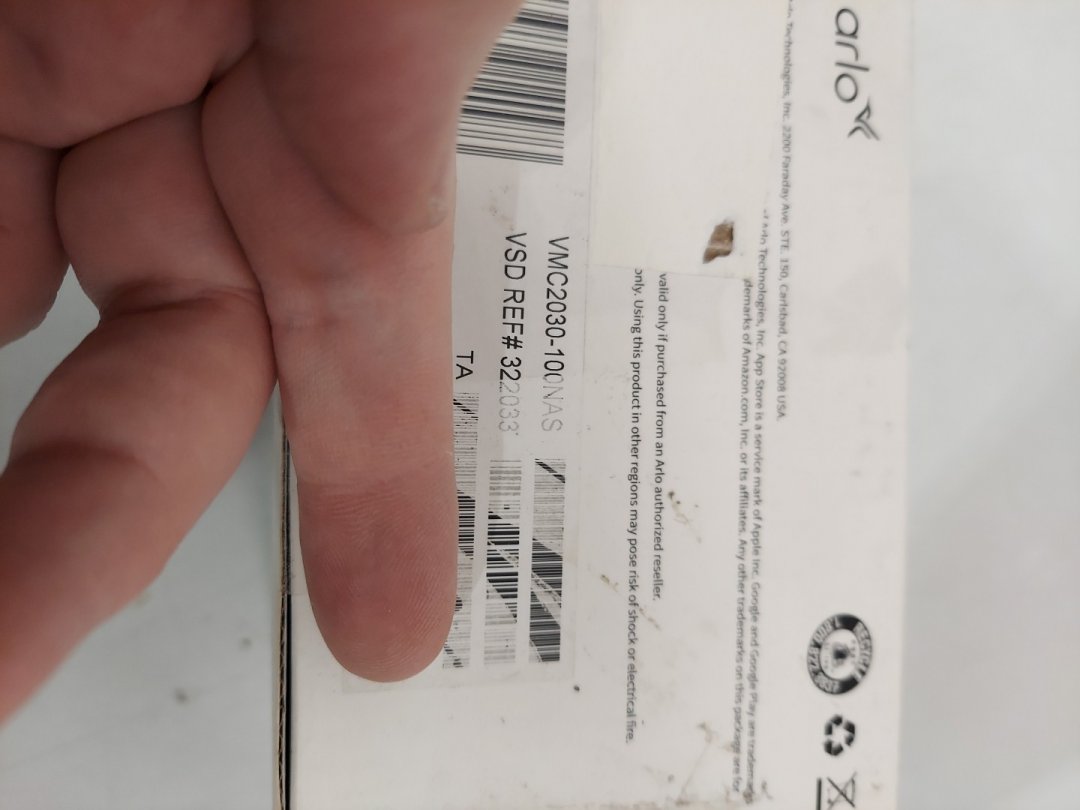 arlo
Technologies, Inc. 2200 Faraday Ave. STE. 150, Carlsbad, CA 92008 USA.
Arlo Technologies, Inc. App Store is a service mark of Apple Inc. Google and Google Play are
of Amazon.com, Inc. or its affiliates. Any other trademarks on this package are for
valid only if purchased from an Arlo authorized reseller.
only. Using this product in other regions may pose risk of shock or electrical fire.
VMC2030-100NAS
VSD REF# 322033
TA